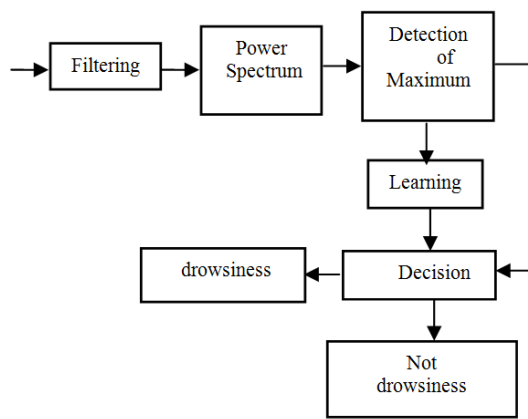 Filtering
Power
Spectrum
Detection
of
Maximum
Learning
Decision
drowsiness
Not
drowsiness